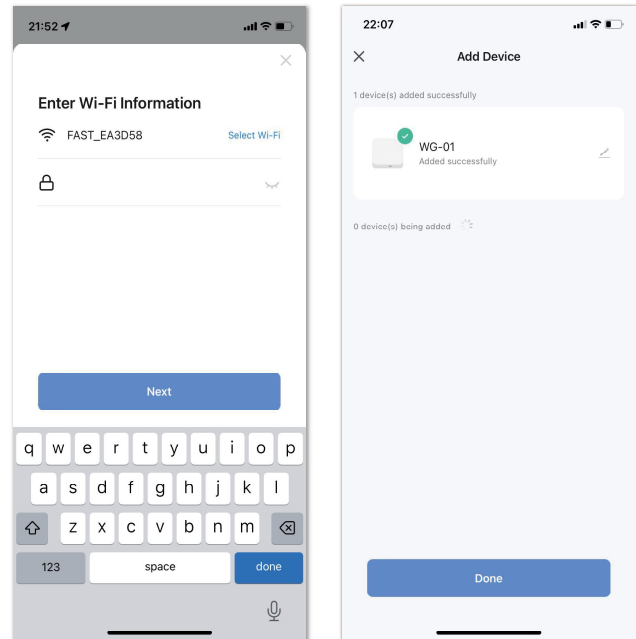 21:52
Enter Wi-Fi Information
FAST_EA3D58
Select Wi-Fi
Next
q w e r t y u i o p
a s d f g h j k l
z x c v b n m
123 space done
22:07
Add Device
1 device(s) added successfully
WG-01
Added successfully
0 device(s) being added
Done